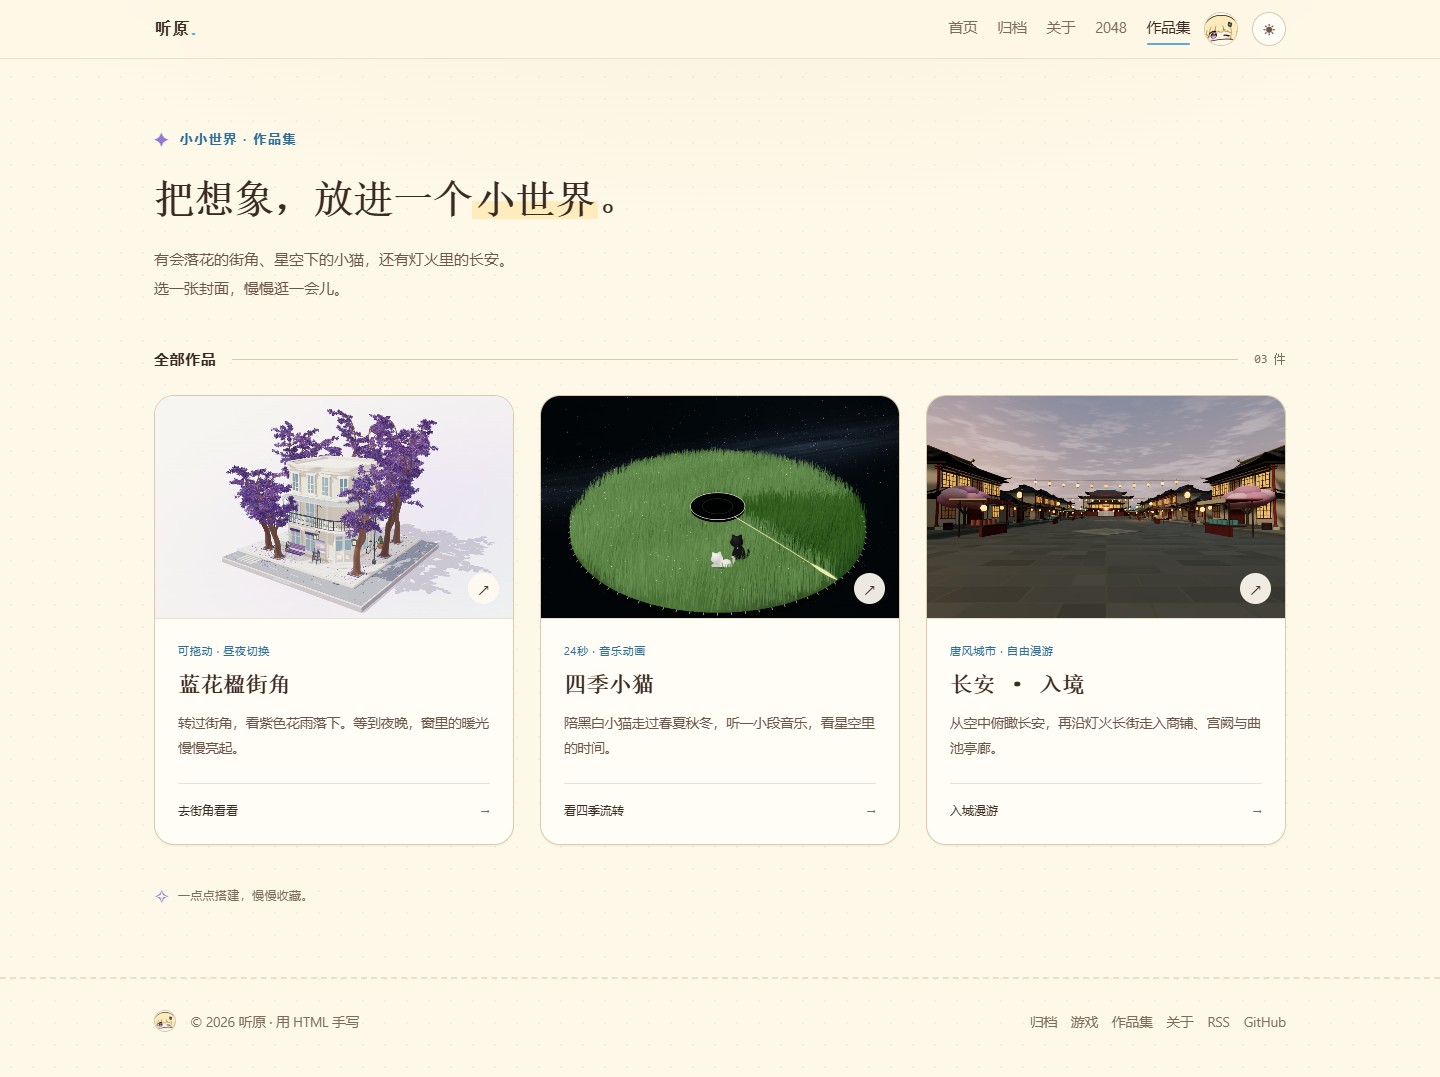 听原.
首页 归档 关于 2048 作品集
小小世界 · 作品集
把想象，放进一个小世界。
有会落花的街角、星空下的小猫，还有灯火里的长安。
选一张封面，慢慢逛一会儿。
全部作品
03 件
可拖动 · 昼夜切换
蓝花楹街角
转过街角，看紫色花雨落下。等到夜晚，窗里的暖光
慢慢亮起。
去街角看看 →
24秒 · 音乐动画
四季小猫
陪黑白小猫走过春夏秋冬，听一小段音乐，看星空里
的时间。
看四季流转 →
唐风城市 · 自由漫游
长安 · 入境
从空中俯瞰长安，再沿灯火长街走入商铺、宫阙与曲
池亭廊。
入城漫游 →
一点点搭建，慢慢收藏。
© 2026 听原 · 用 HTML 手写
归档 游戏 作品集 关于 RSS GitHub